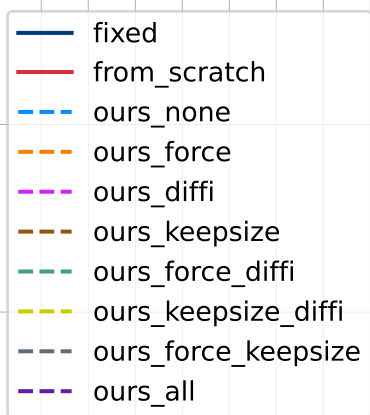 fixed
from_scratch
ours_none
ours_force
ours_diffi
ours_keepsize
ours_force_diffi
ours_keepsize_diffi
ours_force_keepsize
ours_all